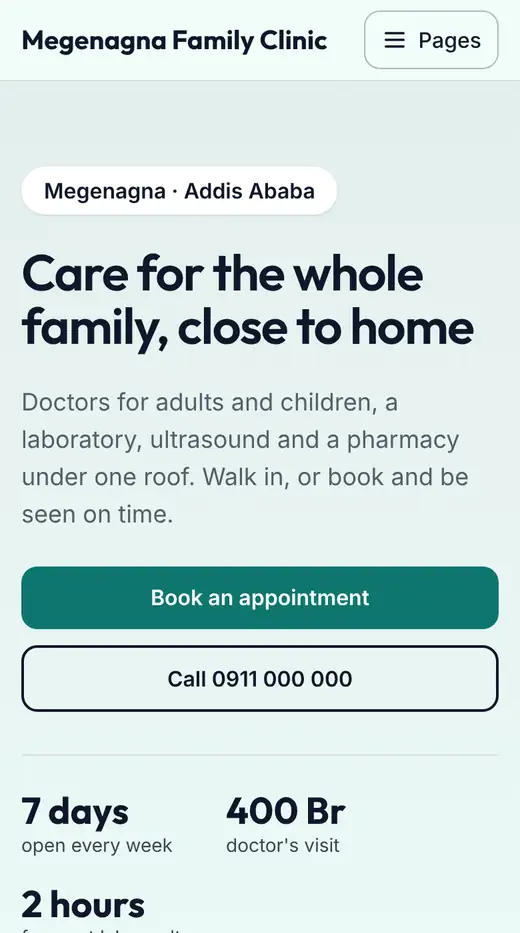 Megenagna Family Clinic
Pages
Megenagna · Addis Ababa
Care for the whole
family, close to home
Doctors for adults and children, a
laboratory, ultrasound and a pharmacy
under one roof. Walk in, or book and be
seen on time.
Book an appointment
Call 0911 000 000
7 days
400 Br
open every week
doctor's visit
2 hours